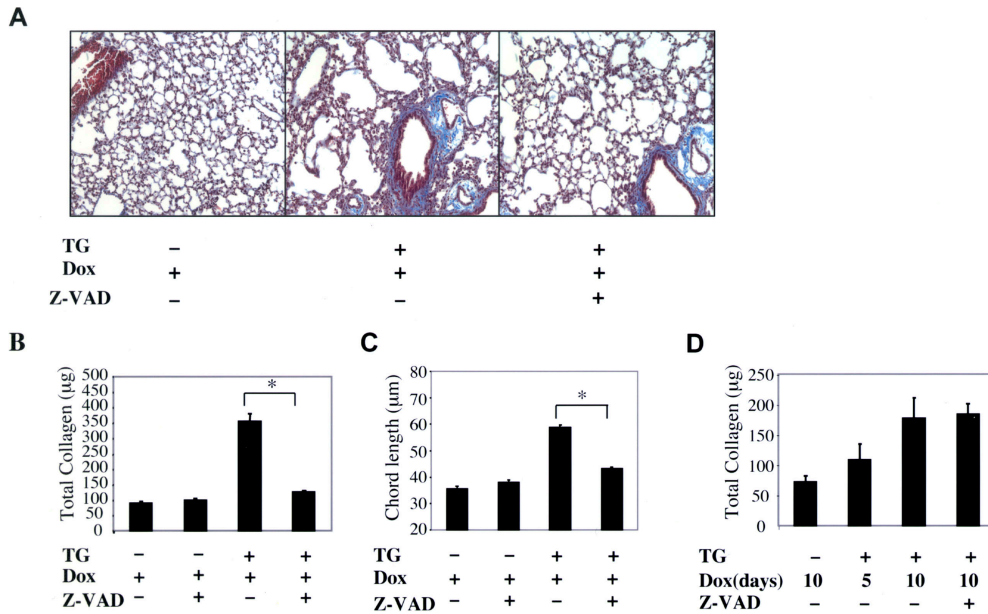 A
TG – + +
Dox + + +
Z-VAD – – +
B
Total Collagen (µg)
500
450
400
350
300
250
200
150
100
50
0
*
TG – – + +
Dox + + + +
Z-VAD – + – +
C
Chord length (µm)
80
70
60
50
40
30
20
*
TG – – + +
Dox + + + +
Z-VAD – + – +
D
Total Collagen (µg)
250
200
150
100
50
0
TG – + + +
Dox(days) 10 5 10 10
Z-VAD – – – +